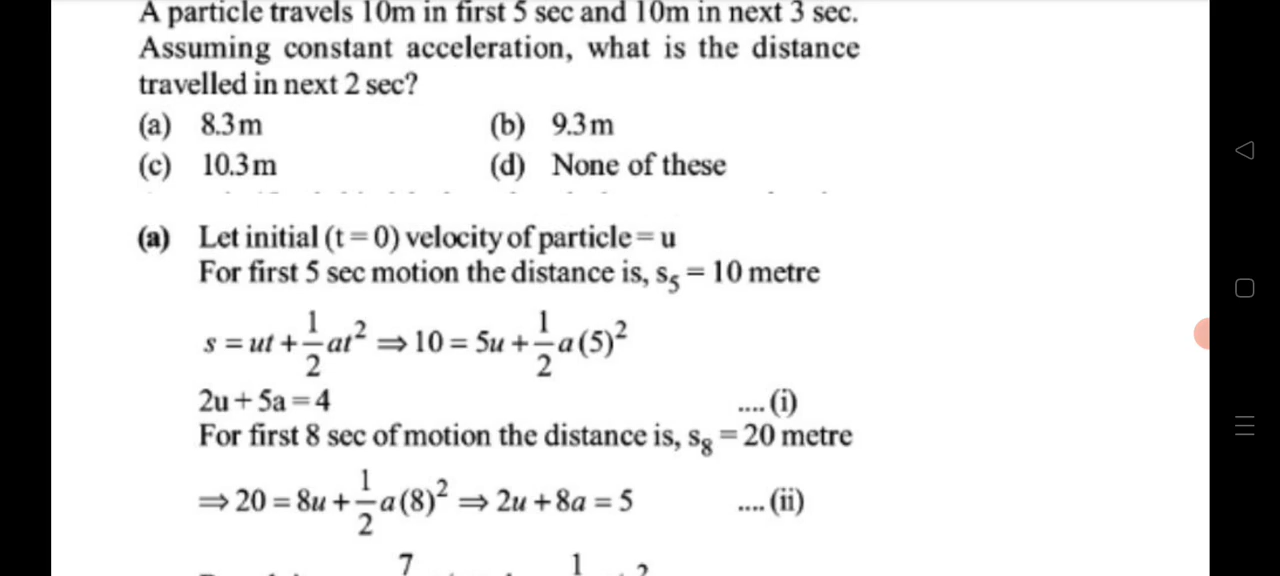 A particle travels 10m in first 5 sec and 10m in next 3 sec.
Assuming constant acceleration, what is the distance
travelled in next 2 sec?
(a) 8.3m (b) 9.3m
(c) 10.3m (d) None of these
(a) Let initial (t = 0) velocity of particle = u
For first 5 sec motion the distance is, s₅ = 10 metre
s = ut + 1/2 at² ⇒ 10 = 5u + 1/2 a(5)²
2u + 5a = 4 .... (i)
For first 8 sec of motion the distance is, s₈ = 20 metre
⇒ 20 = 8u + 1/2 a(8)² ⇒ 2u + 8a = 5 .... (ii)
7 1